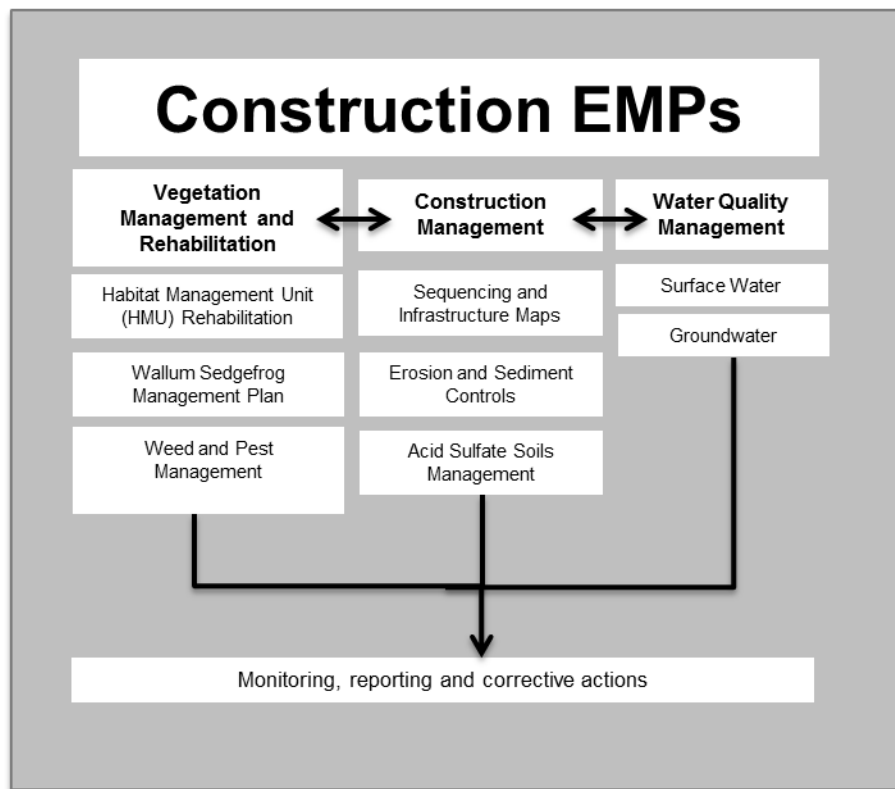 Construction EMPs
Vegetation
Management and
Rehabilitation
Habitat Management Unit
(HMU) Rehabilitation
Wallum Sedgefrog
Management Plan
Weed and Pest
Management
Construction
Management
Sequencing and
Infrastructure Maps
Erosion and Sediment
Controls
Acid Sulfate Soils
Management
Water Quality
Management
Surface Water
Groundwater
Monitoring, reporting and corrective actions